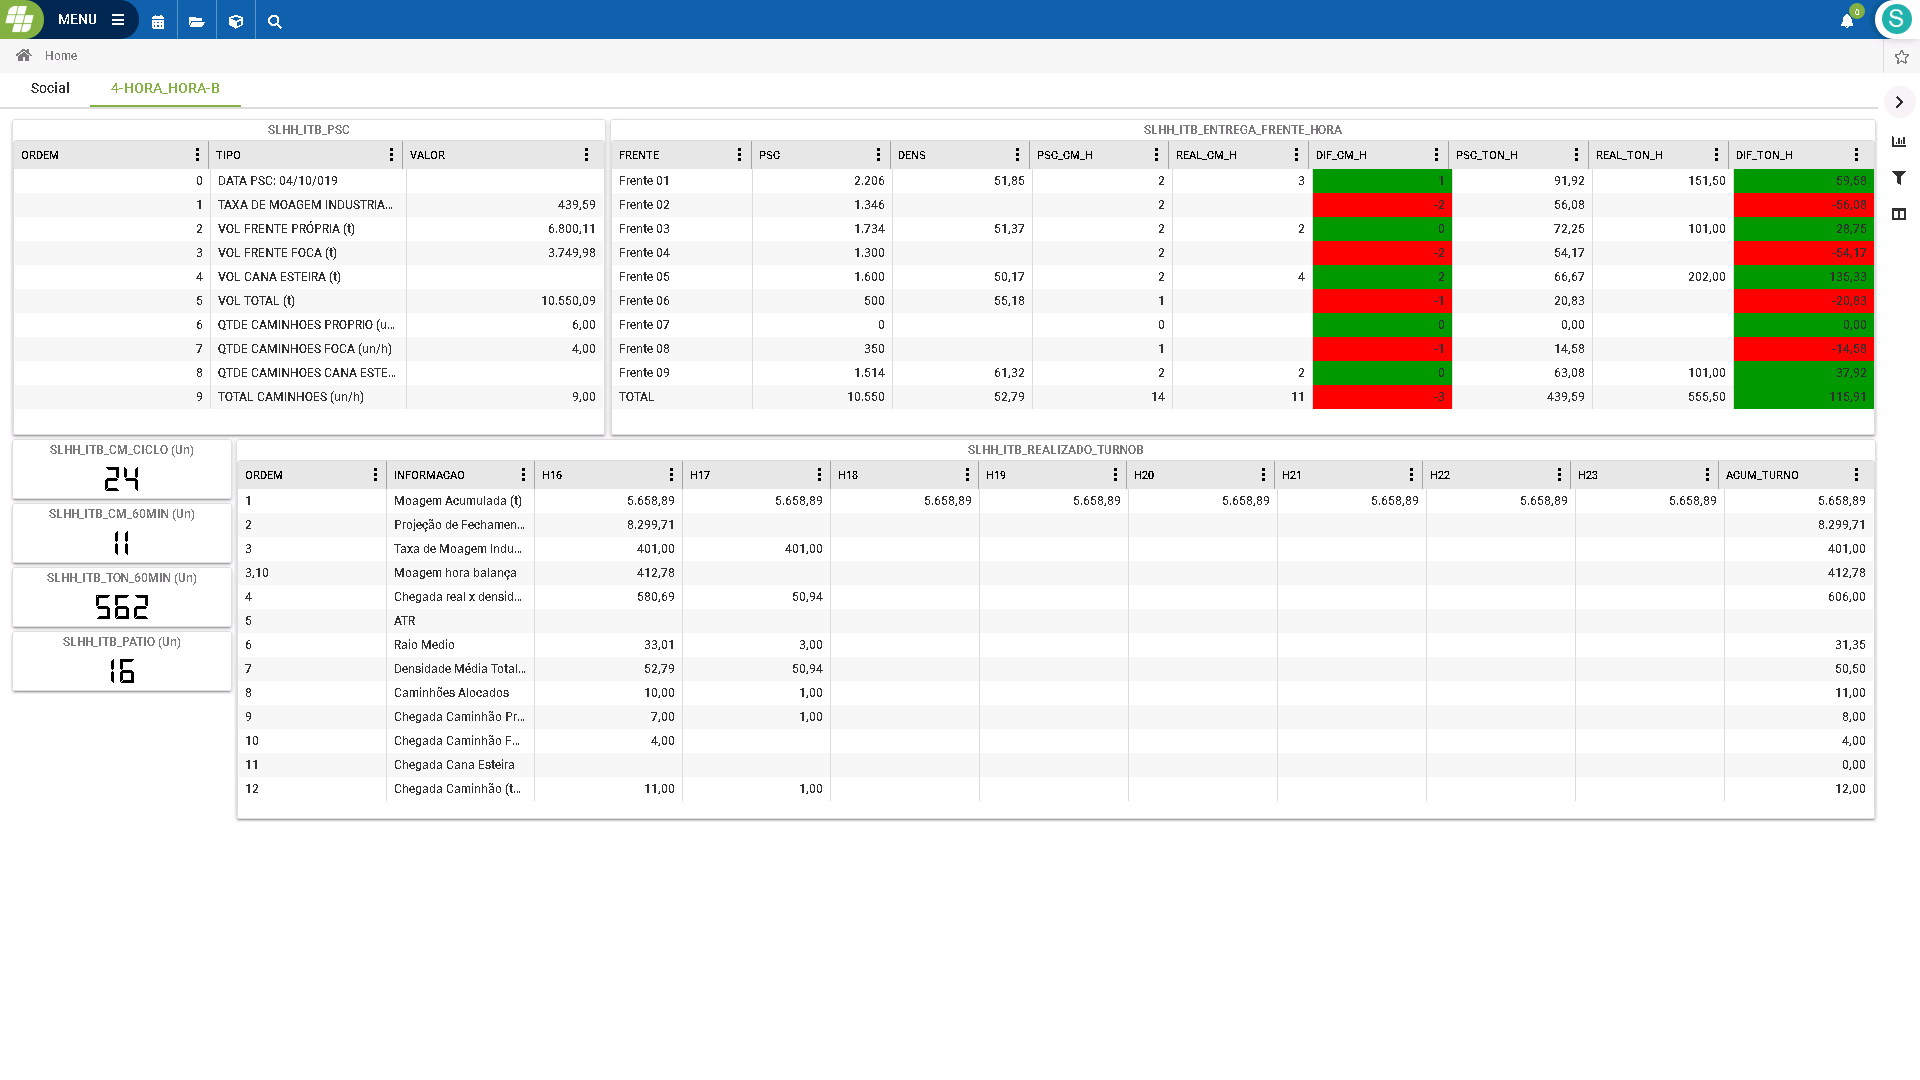 MENU
0
S
Home
Social
4-HORA_HORA-B
SLHH_ITB_PSC
ORDEM TIPO VALOR
0 DATA PSC: 04/10/019
1 TAXA DE MOAGEM INDUSTRIA... 439,59
2 VOL FRENTE PRÓPRIA (t) 6.800,11
3 VOL FRENTE FOCA (t) 3.749,98
4 VOL CANA ESTEIRA (t)
5 VOL TOTAL (t) 10.550,09
6 QTDE CAMINHOES PROPRIO (u... 6,00
7 QTDE CAMINHOES FOCA (un/h) 4,00
8 QTDE CAMINHOES CANA ESTE...
9 TOTAL CAMINHOES (un/h) 9,00
SLHH_ITB_ENTREGA_FRENTE_HORA
FRENTE PSC DENS PSC_CM_H REAL_CM_H DIF_CM_H PSC_TON_H REAL_TON_H DIF_TON_H
Frente 01 2.206 51,85 2 3 1 91,92 151,50 59,58
Frente 02 1.346 2 -2 56,08 -56,08
Frente 03 1.734 51,37 2 2 0 72,25 101,00 28,75
Frente 04 1.300 2 -2 54,17 -54,17
Frente 05 1.600 50,17 2 4 2 66,67 202,00 135,33
Frente 06 500 55,18 1 -1 20,83 -20,83
Frente 07 0 0 0 0,00 0,00
Frente 08 350 1 -1 14,58 -14,58
Frente 09 1.514 61,32 2 2 0 63,08 101,00 37,92
TOTAL 10.550 52,79 14 11 -3 439,59 555,50 115,91
SLHH_ITB_CM_CICLO (Un)
24
SLHH_ITB_CM_60MIN (Un)
11
SLHH_ITB_TON_60MIN (Un)
562
SLHH_ITB_PATIO (Un)
16
SLHH_ITB_REALIZADO_TURNOB
ORDEM INFORMACAO H16 H17 H18 H19 H20 H21 H22 H23 ACUM_TURNO
1 Moagem Acumulada (t) 5.658,89 5.658,89 5.658,89 5.658,89 5.658,89 5.658,89 5.658,89 5.658,89 5.658,89
2 Projeção de Fechamen... 8.299,71 8.299,71
3 Taxa de Moagem Indu... 401,00 401,00 401,00
3,10 Moagem hora balança 412,78 412,78
4 Chegada real x densid... 580,69 50,94 606,00
5 ATR
6 Raio Medio 33,01 3,00 31,35
7 Densidade Média Total... 52,79 50,94 50,50
8 Caminhões Alocados 10,00 1,00 11,00
9 Chegada Caminhão Pr... 7,00 1,00 8,00
10 Chegada Caminhão F... 4,00 4,00
11 Chegada Cana Esteira 0,00
12 Chegada Caminhão (t... 11,00 1,00 12,00